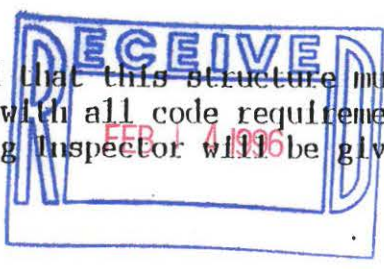 RECEIVED
that this structure mu
with all code requireme
g Inspector will be giv
FEB 14 1996